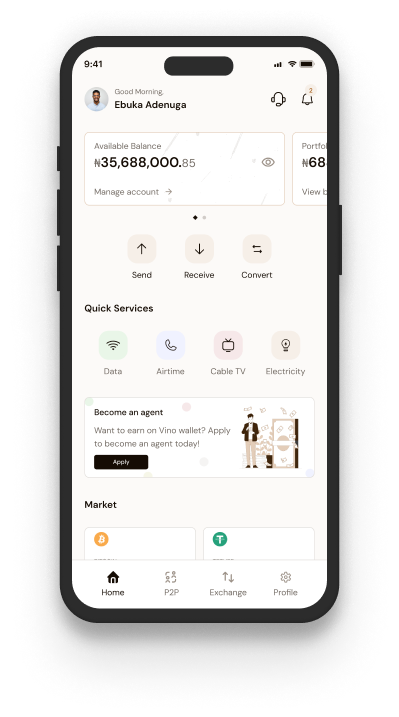 9:41
Good Morning,
2
Ebuka Adenuga
Available Balance
₦35,688,000.85
Manage account
Portfol
₦68
View b
Send
Receive
Convert
Quick Services
Data
Airtime
Cable TV
Electricity
Become an agent
Want to earn on Vino wallet? Apply
to become an agent today!
Apply
Market
Home
P2P
Exchange
Profile